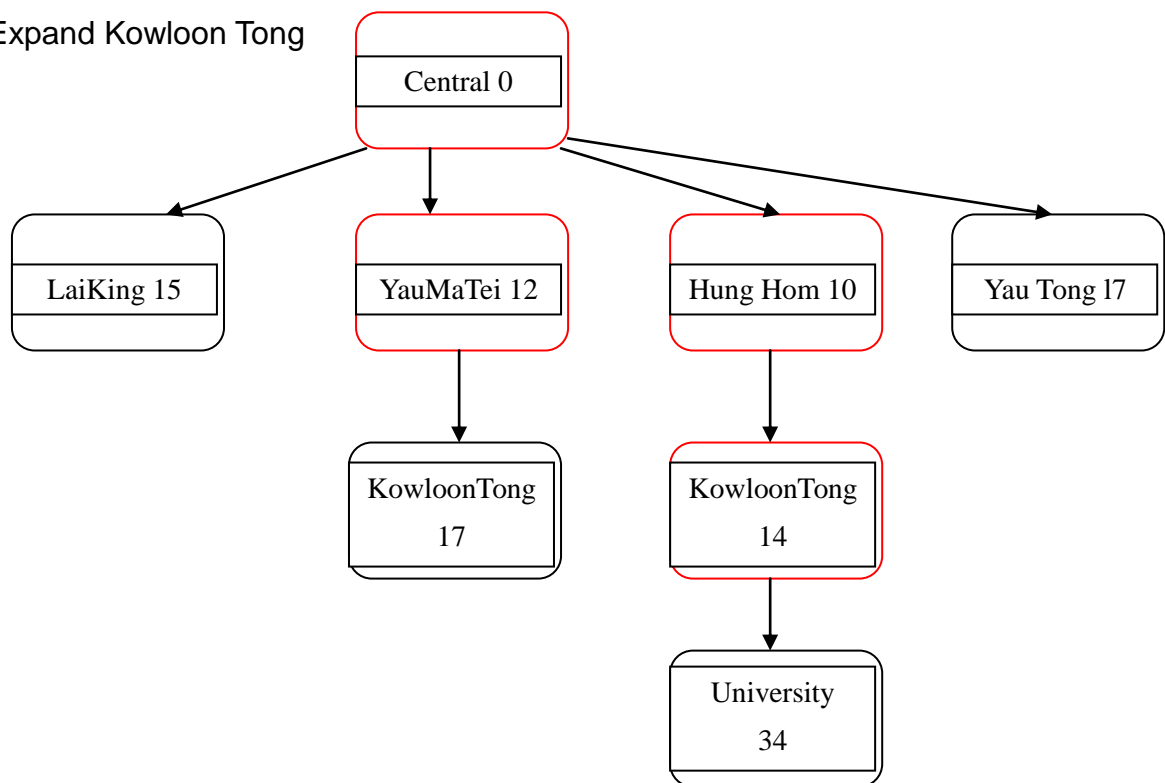 Expand Kowloon Tong
Central 0
LaiKing 15
YauMaTei 12
Hung Hom 10
Yau Tong l7
KowloonTong
17
KowloonTong
14
University
34